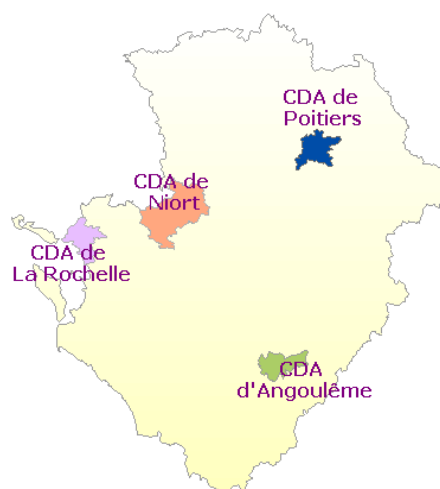 CDA de
Poitiers
CDA de
Niort
CDA de
La Rochelle
CDA
d'Angoulême